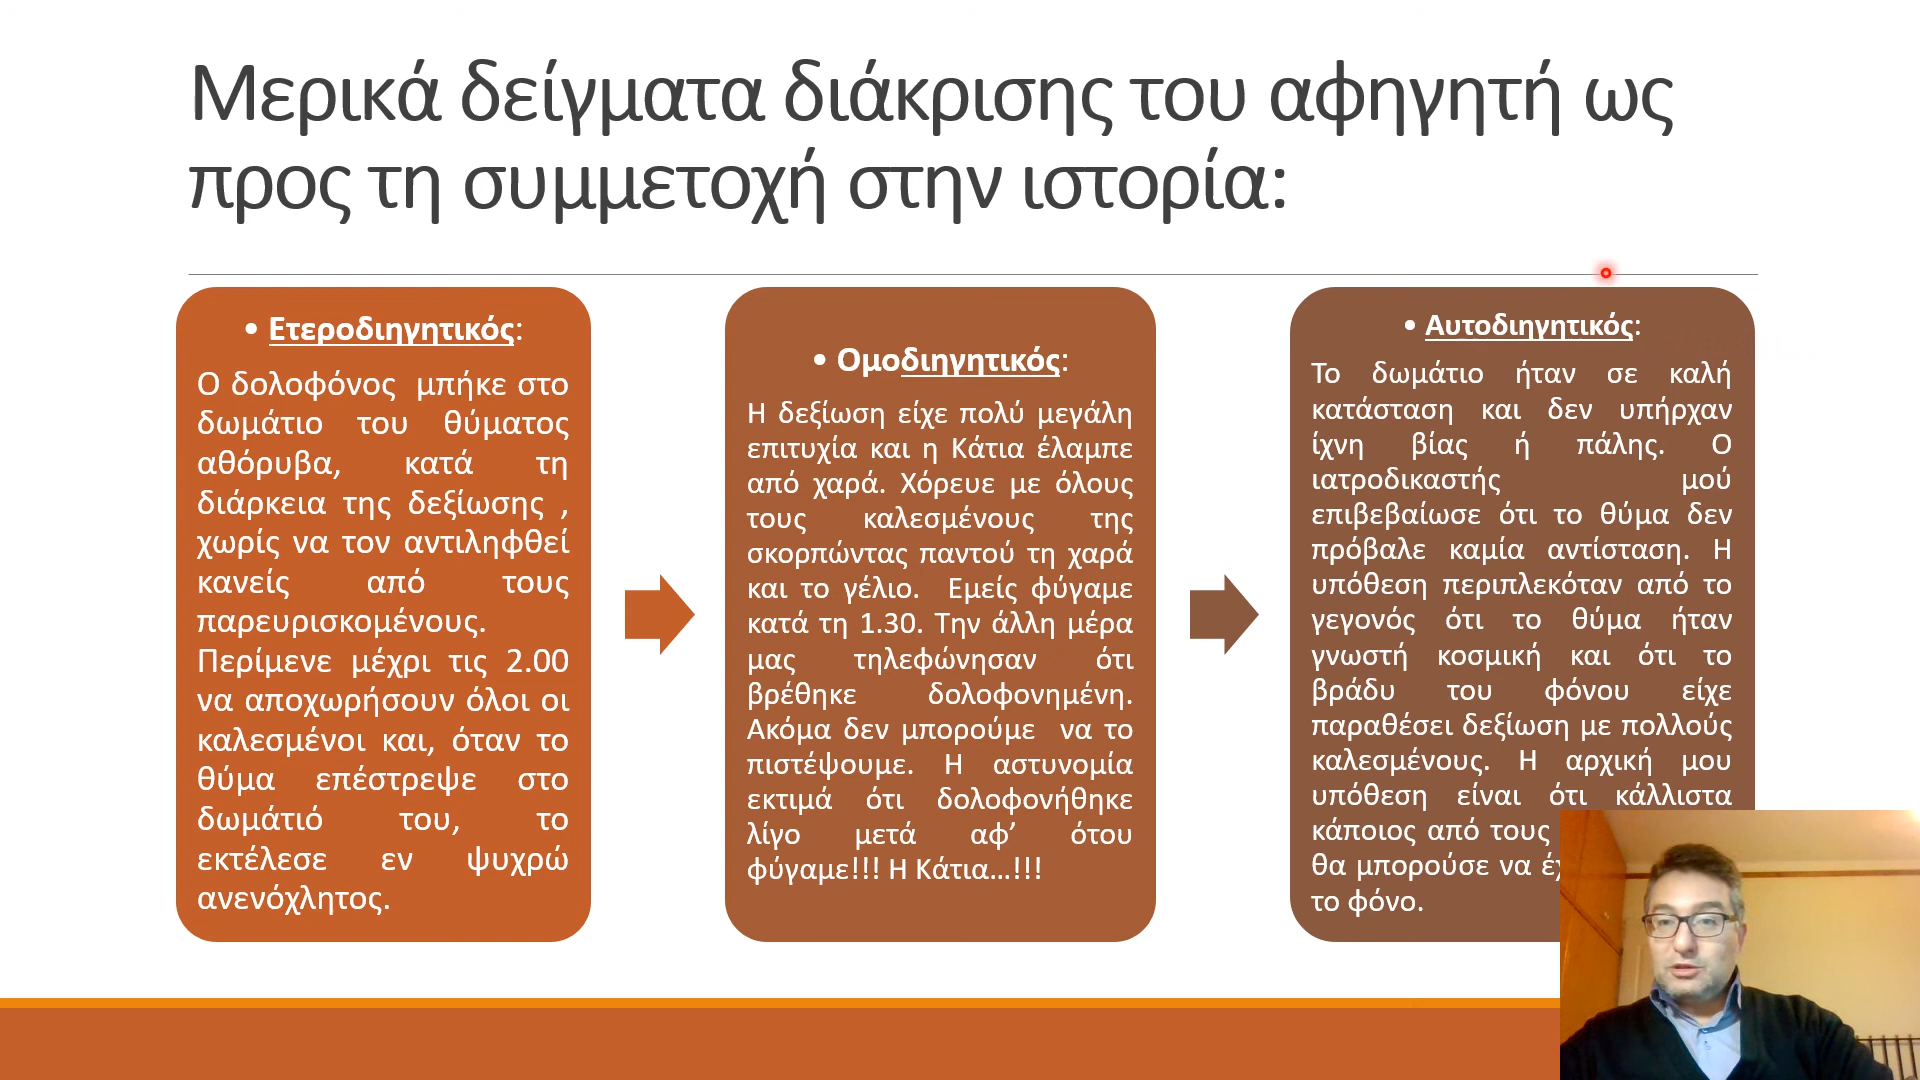 Μερικά δείγματα διάκρισης του αφηγητή ως
προς τη συμμετοχή στην ιστορία:
• Ετεροδιηγητικός:
Ο δολοφόνος μπήκε στο
δωμάτιο του θύματος
αθόρυβα, κατά τη
διάρκεια της δεξίωσης ,
χωρίς να τον αντιληφθεί
κανείς από τους
παρευρισκομένους.
Περίμενε μέχρι τις 2.00
να αποχωρήσουν όλοι οι
καλεσμένοι και, όταν το
θύμα επέστρεψε στο
δωμάτιό του, το
εκτέλεσε εν ψυχρώ
ανενόχλητος.
• Ομοδιηγητικός:
Η δεξίωση είχε πολύ μεγάλη
επιτυχία και η Κάτια έλαμπε
από χαρά. Χόρευε με όλους
τους καλεσμένους της
σκορπώντας παντού τη χαρά
και το γέλιο. Εμείς φύγαμε
κατά τη 1.30. Την άλλη μέρα
μας τηλεφώνησαν ότι
βρέθηκε δολοφονημένη.
Ακόμα δεν μπορούμε να το
πιστέψουμε. Η αστυνομία
εκτιμά ότι δολοφονήθηκε
λίγο μετά αφ’ ότου
φύγαμε!!! Η Κάτια...!!!
• Αυτοδιηγητικός:
Το δωμάτιο ήταν σε καλή
κατάσταση και δεν υπήρχαν
ίχνη βίας ή πάλης. Ο
ιατροδικαστής μού
επιβεβαίωσε ότι το θύμα δεν
πρόβαλε καμία αντίσταση. Η
υπόθεση περιπλεκόταν από το
γεγονός ότι το θύμα ήταν
γνωστή κοσμική και ότι το
βράδυ του φόνου είχε
παραθέσει δεξίωση με πολλούς
καλεσμένους. Η αρχική μου
υπόθεση είναι ότι κάλλιστα
κάποιος από τους
θα μπορούσε να
το φόνο.